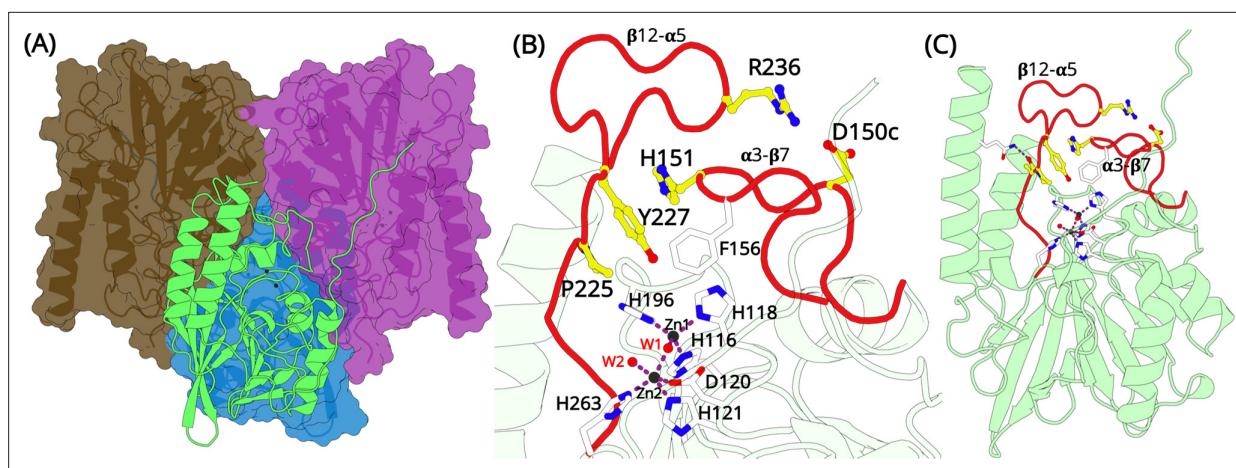 (A)
(B)
(C)
β12-α5
R236
D150c
H151
α3-β7
Y227
F156
P225
H196
H118
Zn1
W1
H116
W2
D120
Zn2
H263
H121
β12-α5
α3-β7